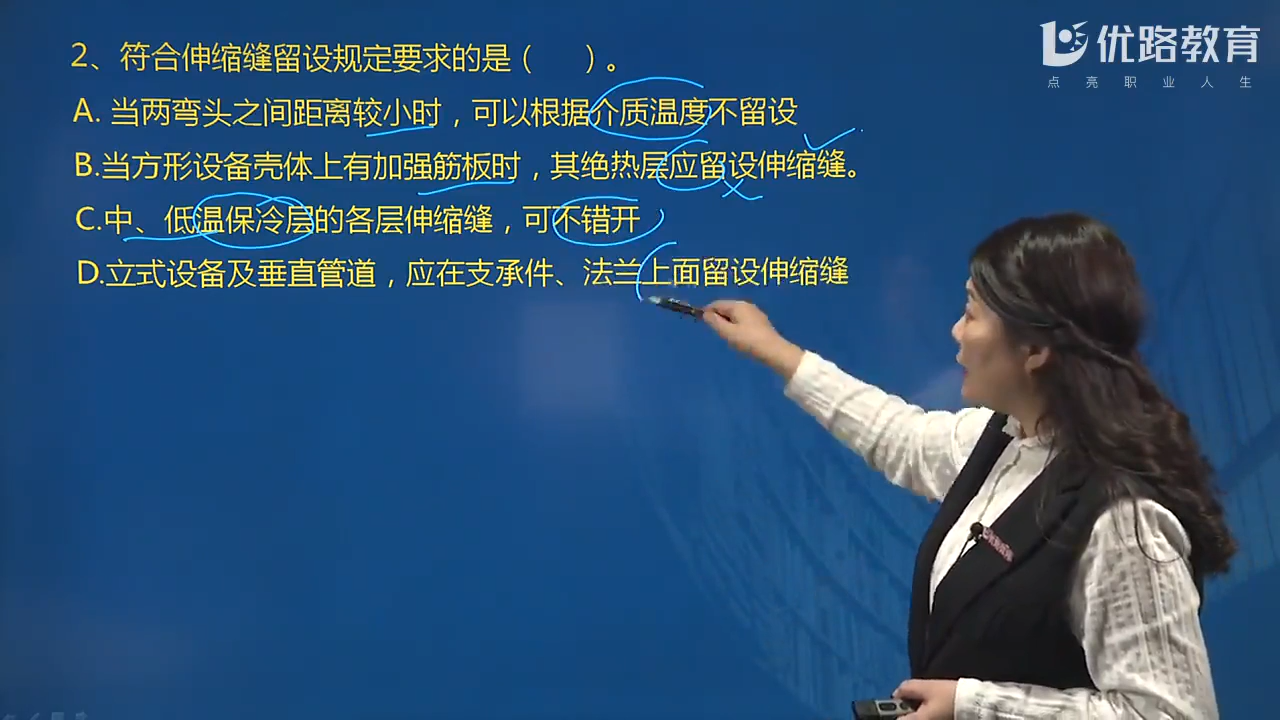 优路教育
点亮职业人生
2、符合伸缩缝留设规定要求的是（ ）。
A. 当两弯头之间距离较小时，可以根据介质温度不留设
B.当方形设备壳体上有加强筋板时，其绝热层应留设伸缩缝。
C.中、低温保冷层的各层伸缩缝，可不错开
D.立式设备及垂直管道，应在支承件、法兰上面留设伸缩缝